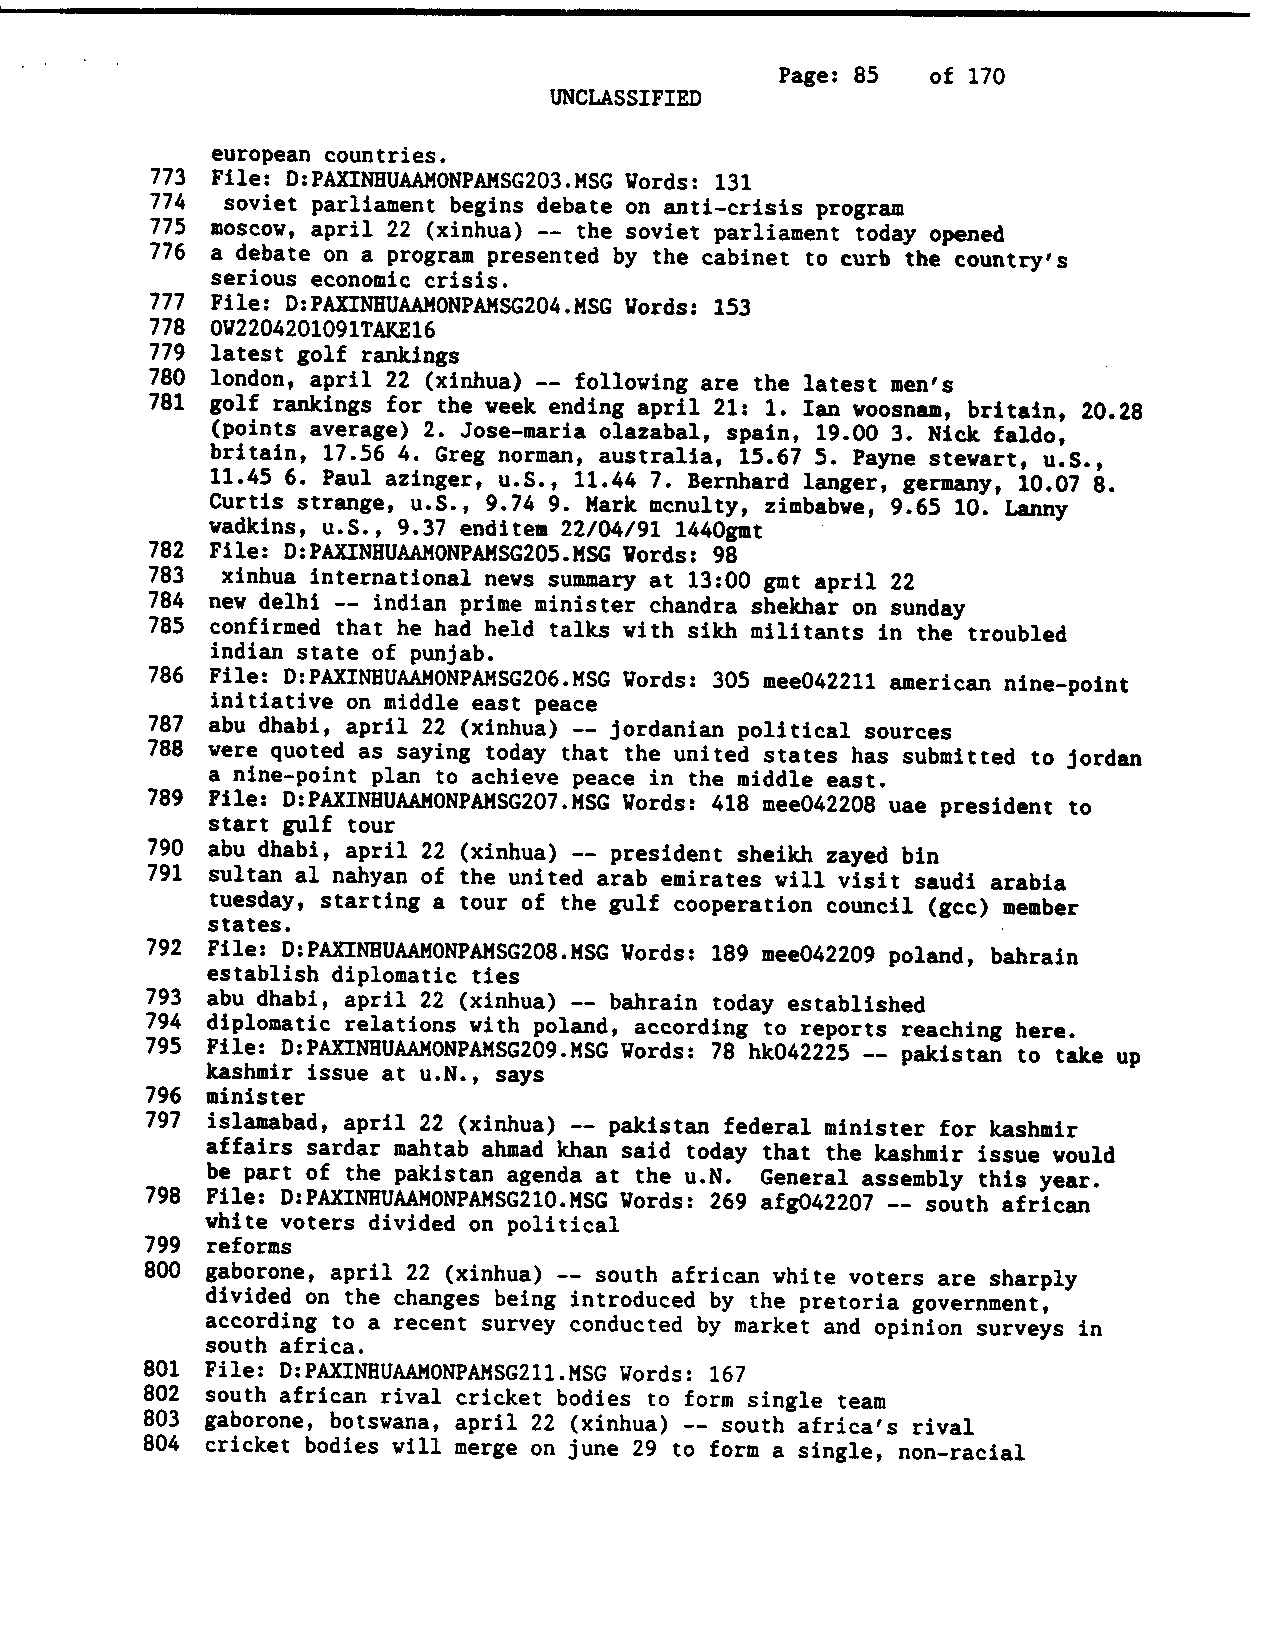 Page: 85 of 170
UNCLASSIFIED
european countries.
773 File: D:PAXINHUAAMONPAMSG203.MSG Words: 131
774 soviet parliament begins debate on anti-crisis program
775 moscow, april 22 (xinhua) -- the soviet parliament today opened
776 a debate on a program presented by the cabinet to curb the country's
serious economic crisis.
777 File: D:PAXINHUAAMONPAMSG204.MSG Words: 153
778 OW2204201091TAKE16
779 latest golf rankings
780 london, april 22 (xinhua) -- following are the latest men's
781 golf rankings for the week ending april 21: 1. Ian woosnam, britain, 20.28
(points average) 2. Jose-maria olazabal, spain, 19.00 3. Nick faldo,
britain, 17.56 4. Greg norman, australia, 15.67 5. Payne stewart, u.S.,
11.45 6. Paul azinger, u.S., 11.44 7. Bernhard langer, germany, 10.07 8.
Curtis strange, u.S., 9.74 9. Mark mcnulty, zimbabwe, 9.65 10. Lanny
wadkins, u.S., 9.37 enditem 22/04/91 1440gmt
782 File: D:PAXINHUAAMONPAMSG205.MSG Words: 98
783 xinhua international news summary at 13:00 gmt april 22
784 new delhi -- indian prime minister chandra shekhar on sunday
785 confirmed that he had held talks with sikh militants in the troubled
indian state of punjab.
786 File: D:PAXINHUAAMONPAMSG206.MSG Words: 305 mee042211 american nine-point
initiative on middle east peace
787 abu dhabi, april 22 (xinhua) -- jordanian political sources
788 were quoted as saying today that the united states has submitted to jordan
a nine-point plan to achieve peace in the middle east.
789 File: D:PAXINHUAAMONPAMSG207.MSG Words: 418 mee042208 uae president to
start gulf tour
790 abu dhabi, april 22 (xinhua) -- president sheikh zayed bin
791 sultan al nahyan of the united arab emirates will visit saudi arabia
tuesday, starting a tour of the gulf cooperation council (gcc) member
states.
792 File: D:PAXINHUAAMONPAMSG208.MSG Words: 189 mee042209 poland, bahrain
establish diplomatic ties
793 abu dhabi, april 22 (xinhua) -- bahrain today established
794 diplomatic relations with poland, according to reports reaching here.
795 File: D:PAXINHUAAMONPAMSG209.MSG Words: 78 hk042225 -- pakistan to take up
kashmir issue at u.N., says
796 minister
797 islamabad, april 22 (xinhua) -- pakistan federal minister for kashmir
affairs sardar mahtab ahmad khan said today that the kashmir issue would
be part of the pakistan agenda at the u.N. General assembly this year.
798 File: D:PAXINHUAAMONPAMSG210.MSG Words: 269 afg042207 -- south african
white voters divided on political
799 reforms
800 gaborone, april 22 (xinhua) -- south african white voters are sharply
divided on the changes being introduced by the pretoria government,
according to a recent survey conducted by market and opinion surveys in
south africa.
801 File: D:PAXINHUAAMONPAMSG211.MSG Words: 167
802 south african rival cricket bodies to form single team
803 gaborone, botswana, april 22 (xinhua) -- south africa's rival
804 cricket bodies will merge on june 29 to form a single, non-racial